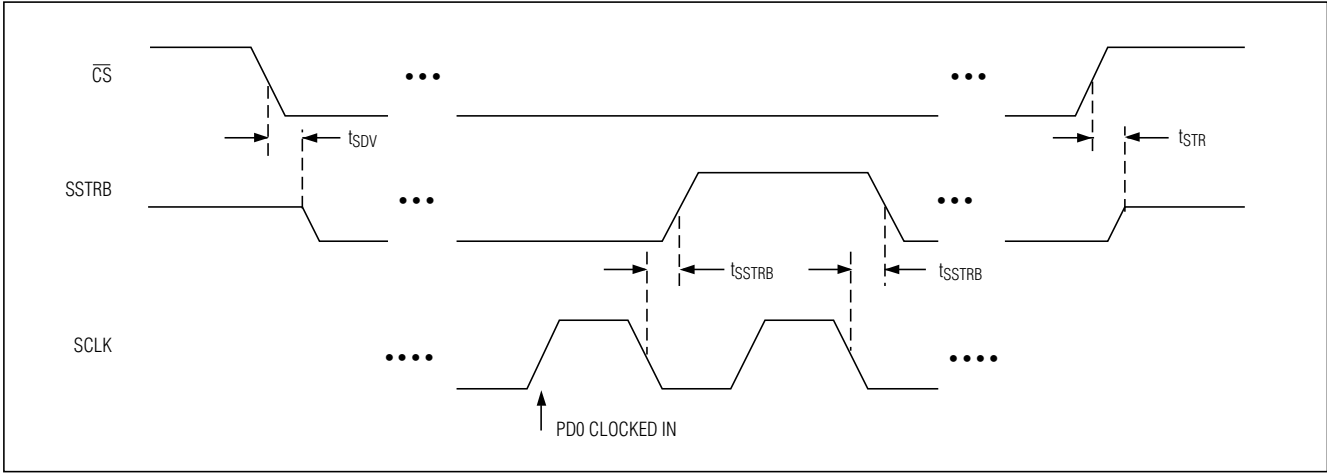 CS
tSDV
tSTR
SSTRB
tSSTRB
tSSTRB
SCLK
PD0 CLOCKED IN